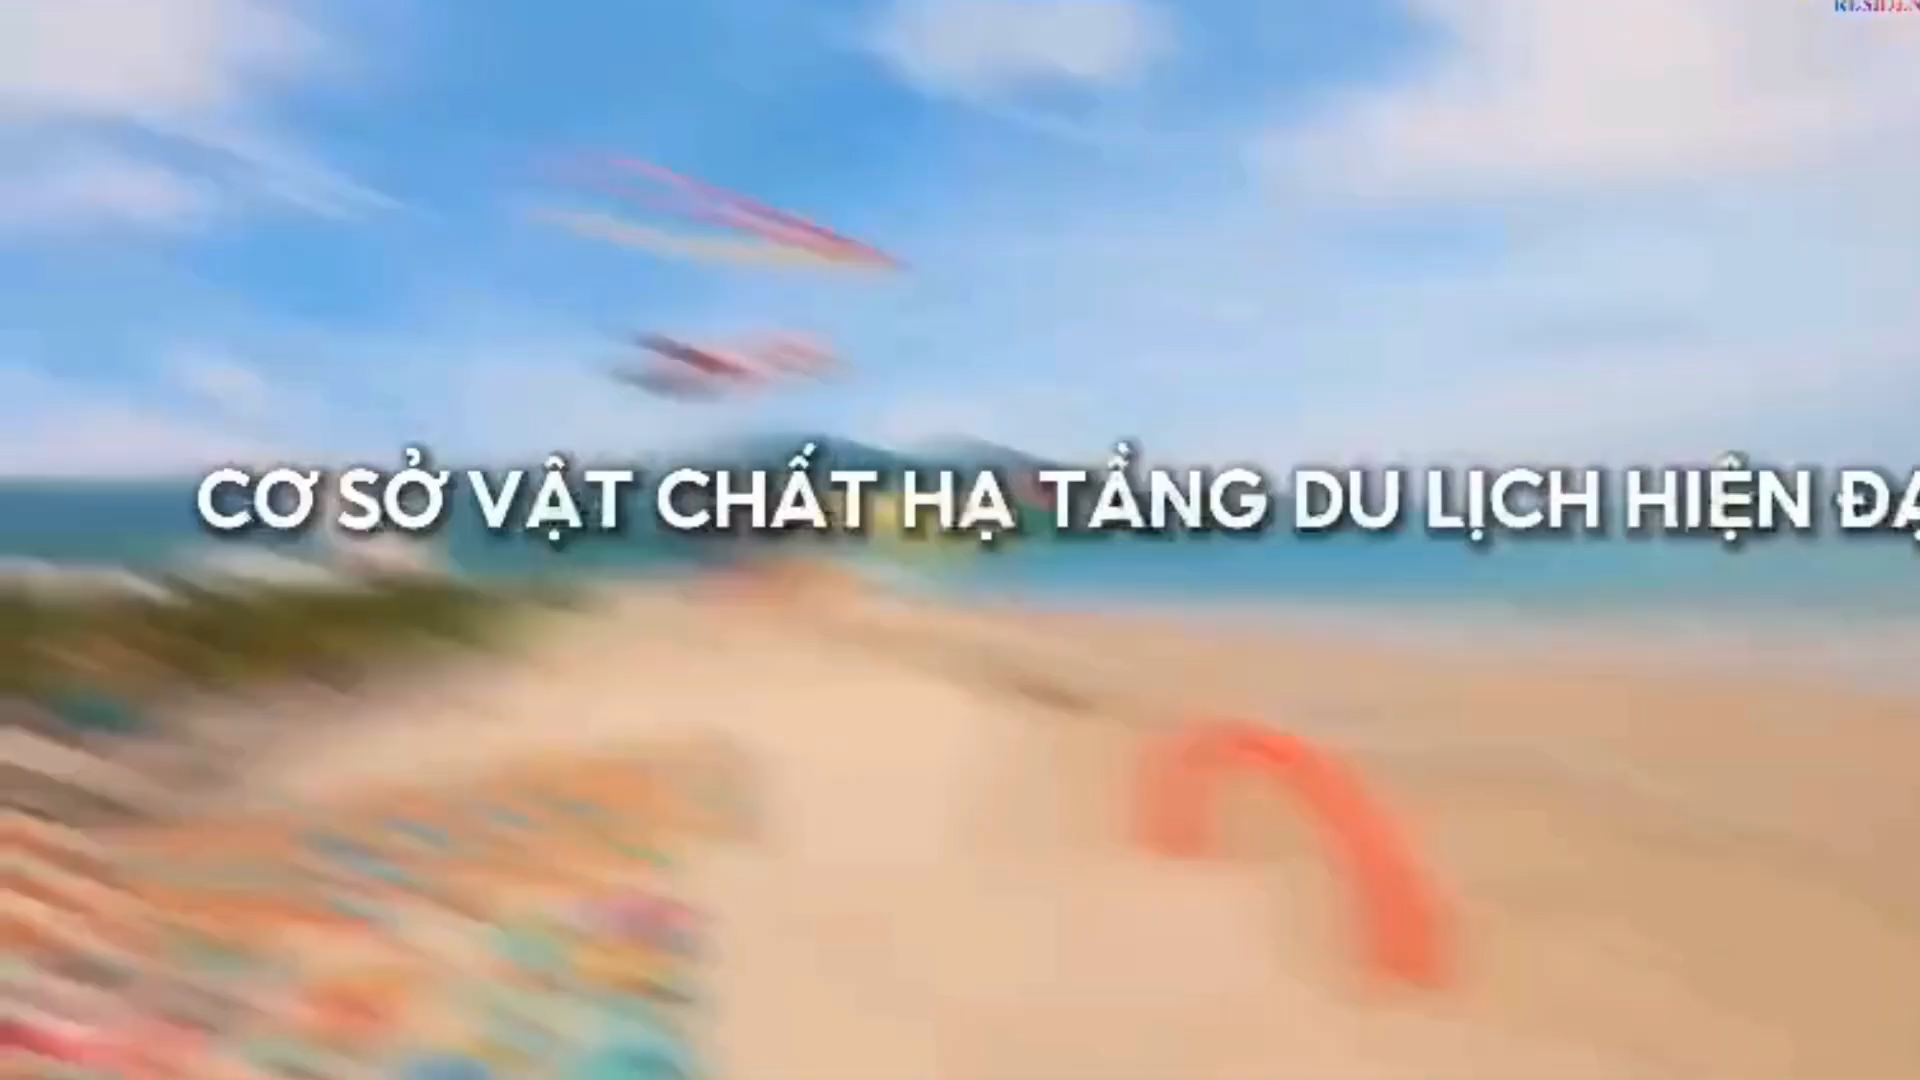 CƠ SỞ VẬT CHẤT HẠ TẦNG DU LỊCH HIỆN